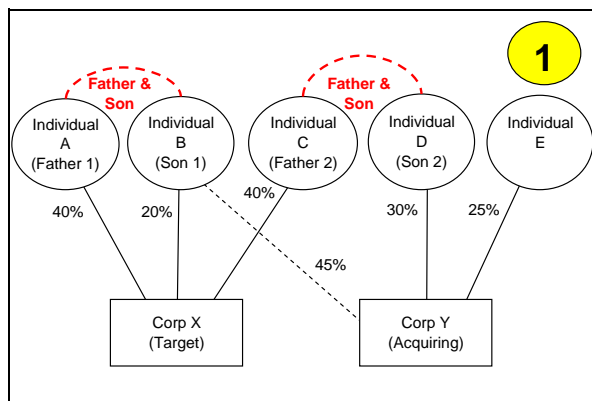 1
Father &
Son
Father &
Son
Individual
A
(Father 1)
Individual
B
(Son 1)
Individual
C
(Father 2)
Individual
D
(Son 2)
Individual
E
40%
20%
40%
30%
25%
45%
Corp X
(Target)
Corp Y
(Acquiring)